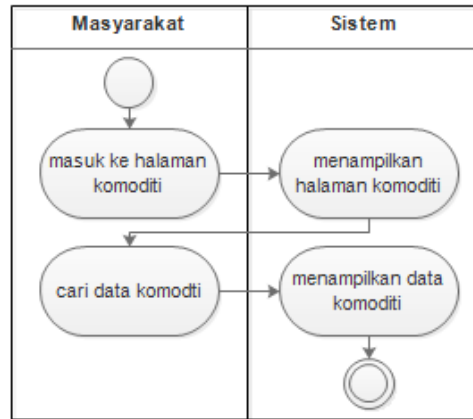 Masyarakat
Sistem
masuk ke halaman
komoditi
menampilkan
halaman komoditi
cari data komodti
menampilkan data
komoditi